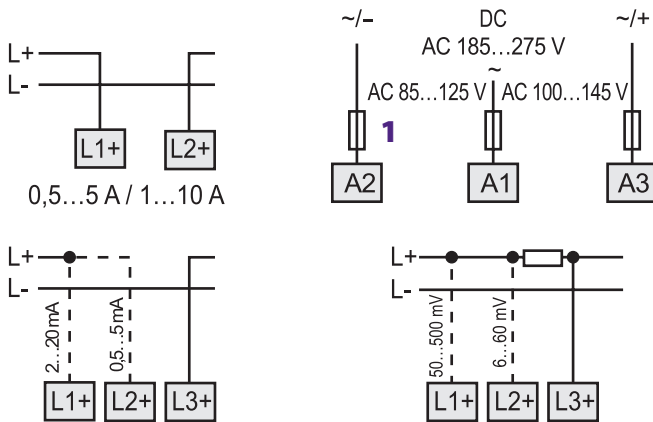 L+
L-
L1+
L2+
0,5...5 A / 1...10 A
~/-
DC
~/+
AC 185...275 V
~
AC 85...125 V
AC 100...145 V
1
A2
A1
A3
L+
L-
2...20mA
0,5...5mA
L1+
L2+
L3+
L+
L-
50...500 mV
6...60 mV
L1+
L2+
L3+